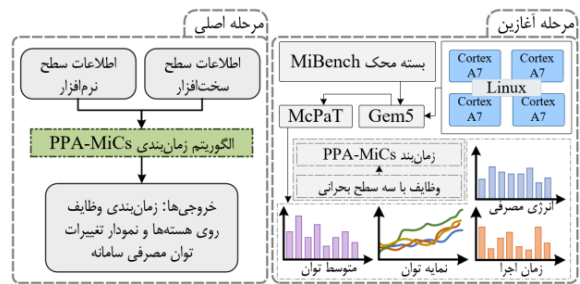 مرحله آغازین
بسته محک MiBench
Cortex
A7
Cortex
A7
Linux
Cortex
A7
Cortex
A7
McPaT
Gem5
زمان‌بند PPA-MiCs
وظایف با سه سطح بحرانی
انرژی مصرفی
متوسط توان
نمایه توان
زمان اجرا
مرحله اصلی
اطلاعات سطح
سخت‌افزار
اطلاعات سطح
نرم‌افزار
الگوریتم زمان‌بندی PPA-MiCs
خروجی‌ها: زمان‌بندی وظایف
روی هسته‌ها و نمودار تغییرات
توان مصرفی سامانه